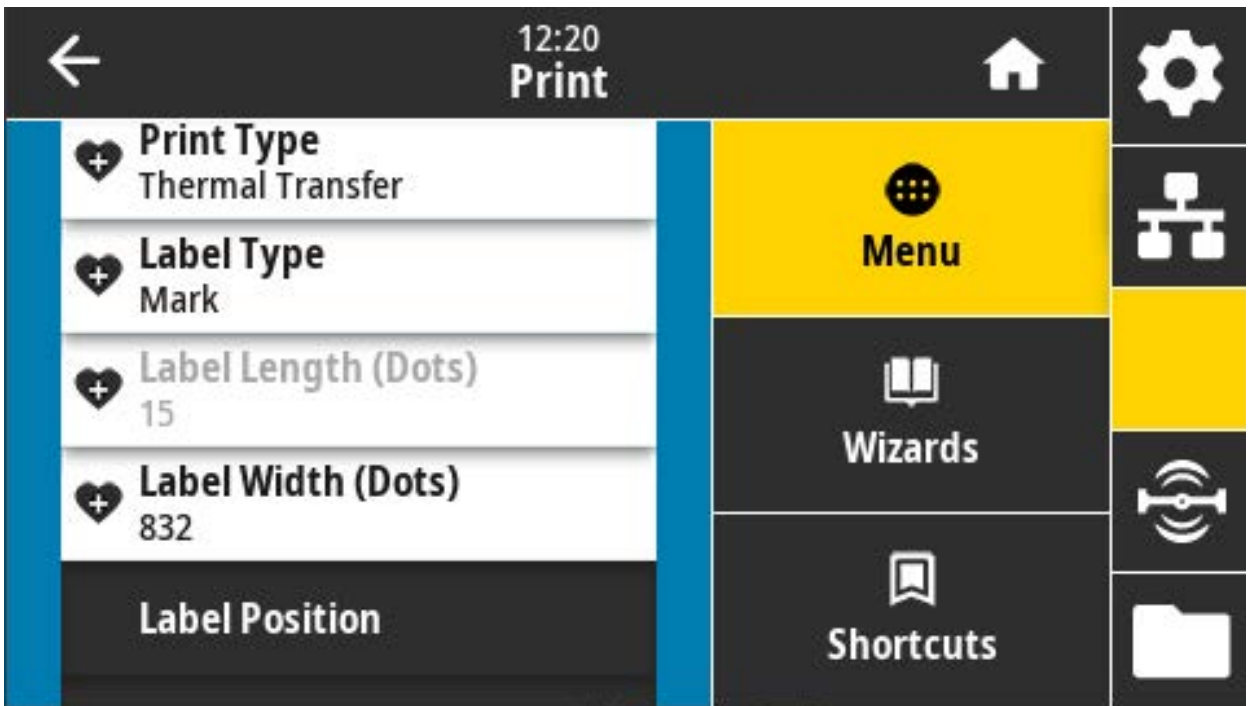 12:20
Print
Print Type
Thermal Transfer
Label Type
Mark
Label Length (Dots)
15
Label Width (Dots)
832
Label Position
Menu
Wizards
Shortcuts